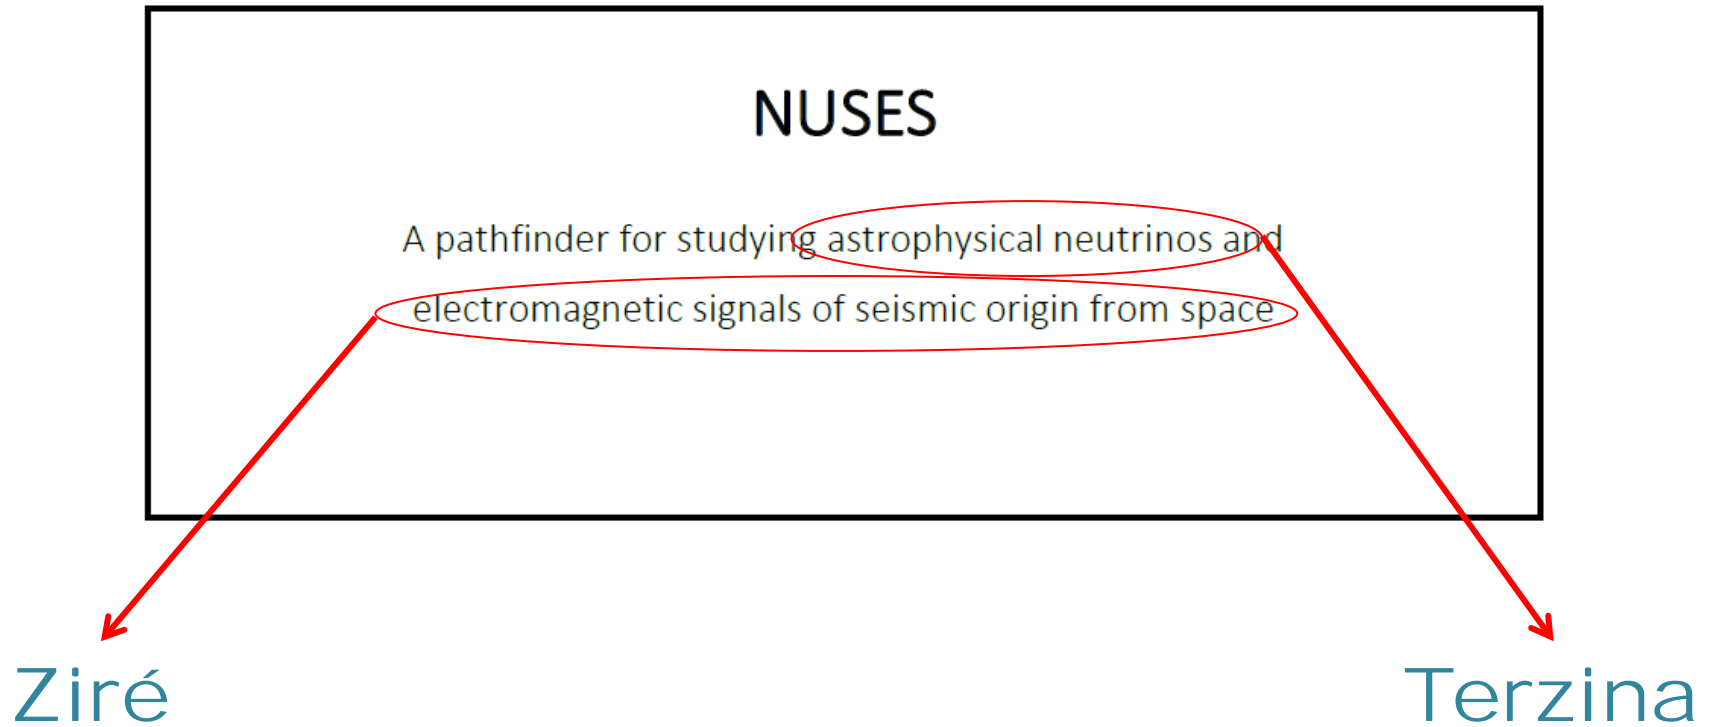 NUSES
A pathfinder for studying astrophysical neutrinos and
electromagnetic signals of seismic origin from space
Ziré
Terzina